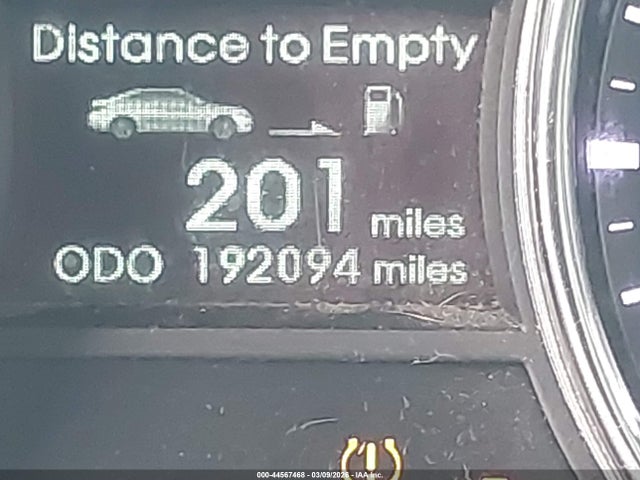 Distance to Empty
201 miles
ODO 192094 miles
000-44567468 - 03/09/2026 - IAA Inc.